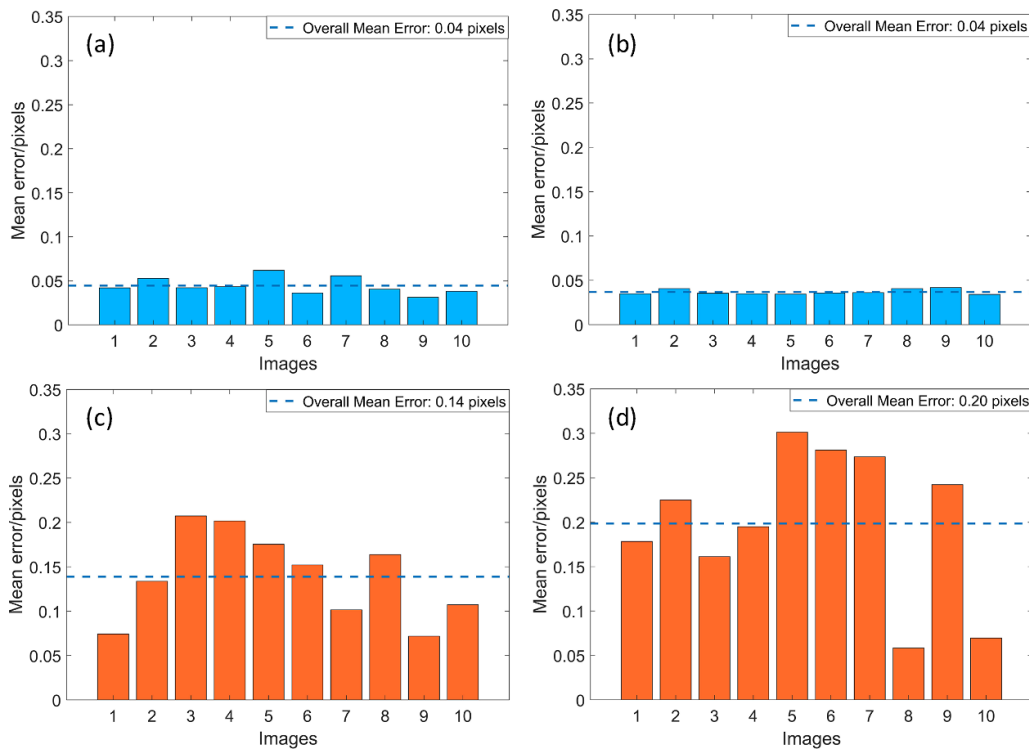 (a)
Overall Mean Error: 0.04 pixels
Mean error/pixels
0.35
0.3
0.25
0.2
0.15
0.1
0.05
0
1 2 3 4 5 6 7 8 9 10
Images
(b)
Overall Mean Error: 0.04 pixels
Mean error/pixels
0.35
0.3
0.25
0.2
0.15
0.1
0.05
0
1 2 3 4 5 6 7 8 9 10
Images
(c)
Overall Mean Error: 0.14 pixels
Mean error/pixels
0.35
0.3
0.25
0.2
0.15
0.1
0.05
0
1 2 3 4 5 6 7 8 9 10
Images
(d)
Overall Mean Error: 0.20 pixels
Mean error/pixels
0.35
0.3
0.25
0.2
0.15
0.1
0.05
0
1 2 3 4 5 6 7 8 9 10
Images